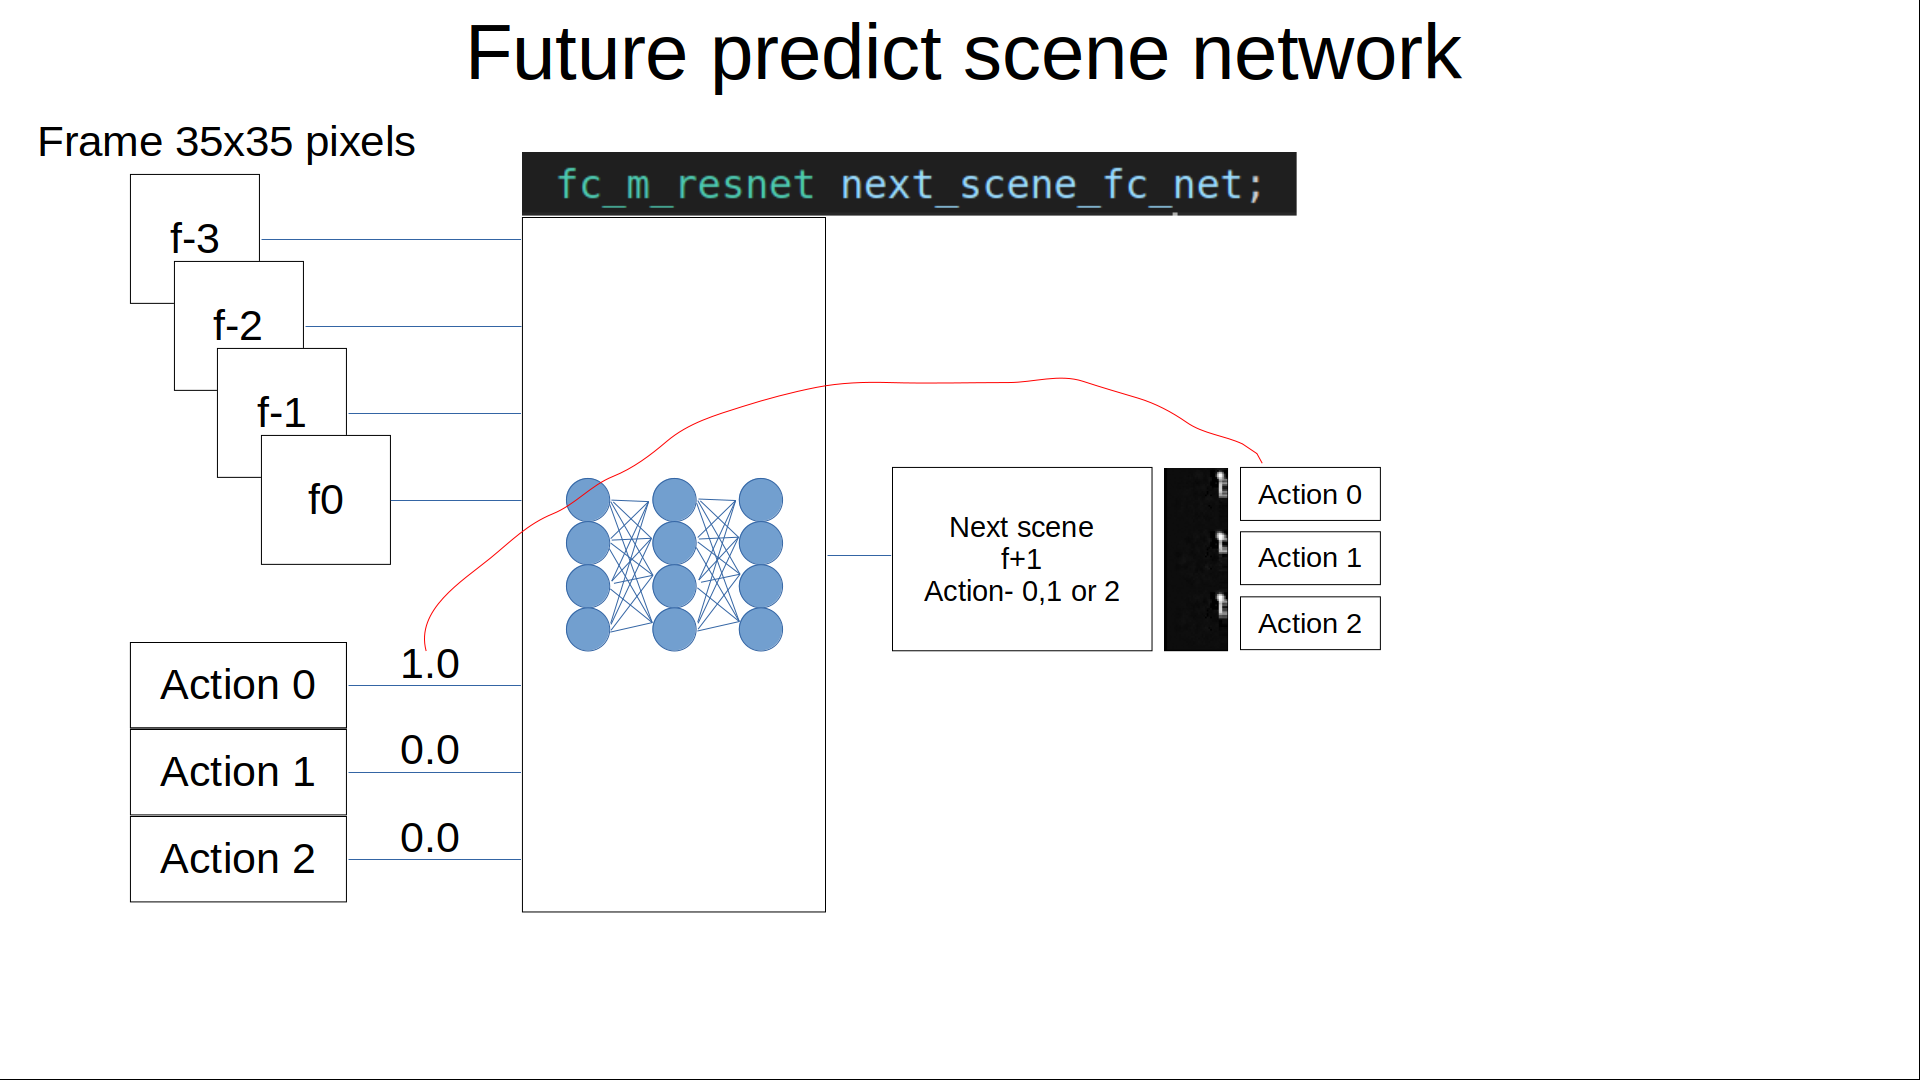 Future predict scene network
Frame 35x35 pixels
fc_m_resnet next_scene_fc_net;
f-3
f-2
f-1
f0
Next scene
f+1
Action- 0,1 or 2
Action 0
Action 1
Action 2
Action 0
1.0
Action 1
0.0
Action 2
0.0